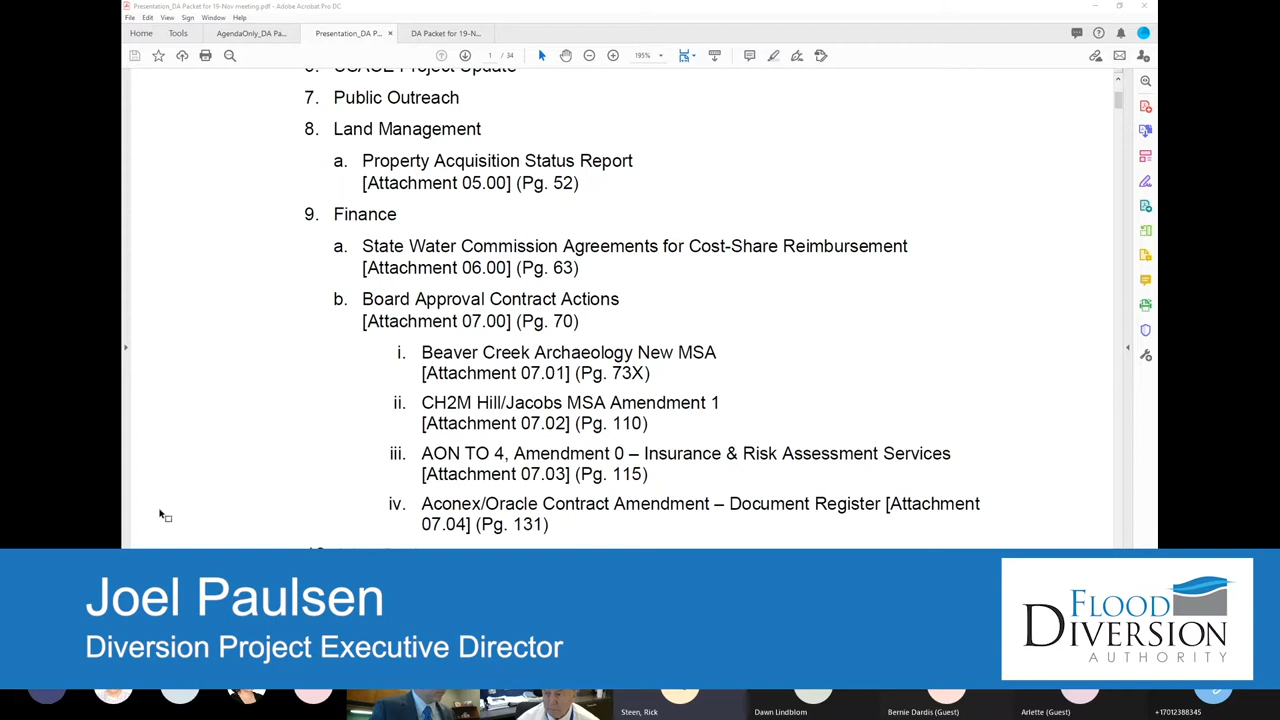 Presentation_DA Packet for 19-Nov meeting.pdf - Adobe Acrobat Pro DC
File Edit View Sign Window Help
Home Tools AgendaOnly_DA Pa... Presentation_DA P... × DA Packet for 19-N...
1 / 34 195%
USACE Project Update
7. Public Outreach
8. Land Management
a. Property Acquisition Status Report
[Attachment 05.00] (Pg. 52)
9. Finance
a. State Water Commission Agreements for Cost-Share Reimbursement
[Attachment 06.00] (Pg. 63)
b. Board Approval Contract Actions
[Attachment 07.00] (Pg. 70)
i. Beaver Creek Archaeology New MSA
[Attachment 07.01] (Pg. 73X)
ii. CH2M Hill/Jacobs MSA Amendment 1
[Attachment 07.02] (Pg. 110)
iii. AON TO 4, Amendment 0 – Insurance & Risk Assessment Services
[Attachment 07.03] (Pg. 115)
iv. Aconex/Oracle Contract Amendment – Document Register [Attachment
07.04] (Pg. 131)
Joel Paulsen
Diversion Project Executive Director
FLOOD
DIVERSION
AUTHORITY
Steen, Rick Dawn Lindblom Bernie Dardis (Guest) Arlette (Guest) +17012388345